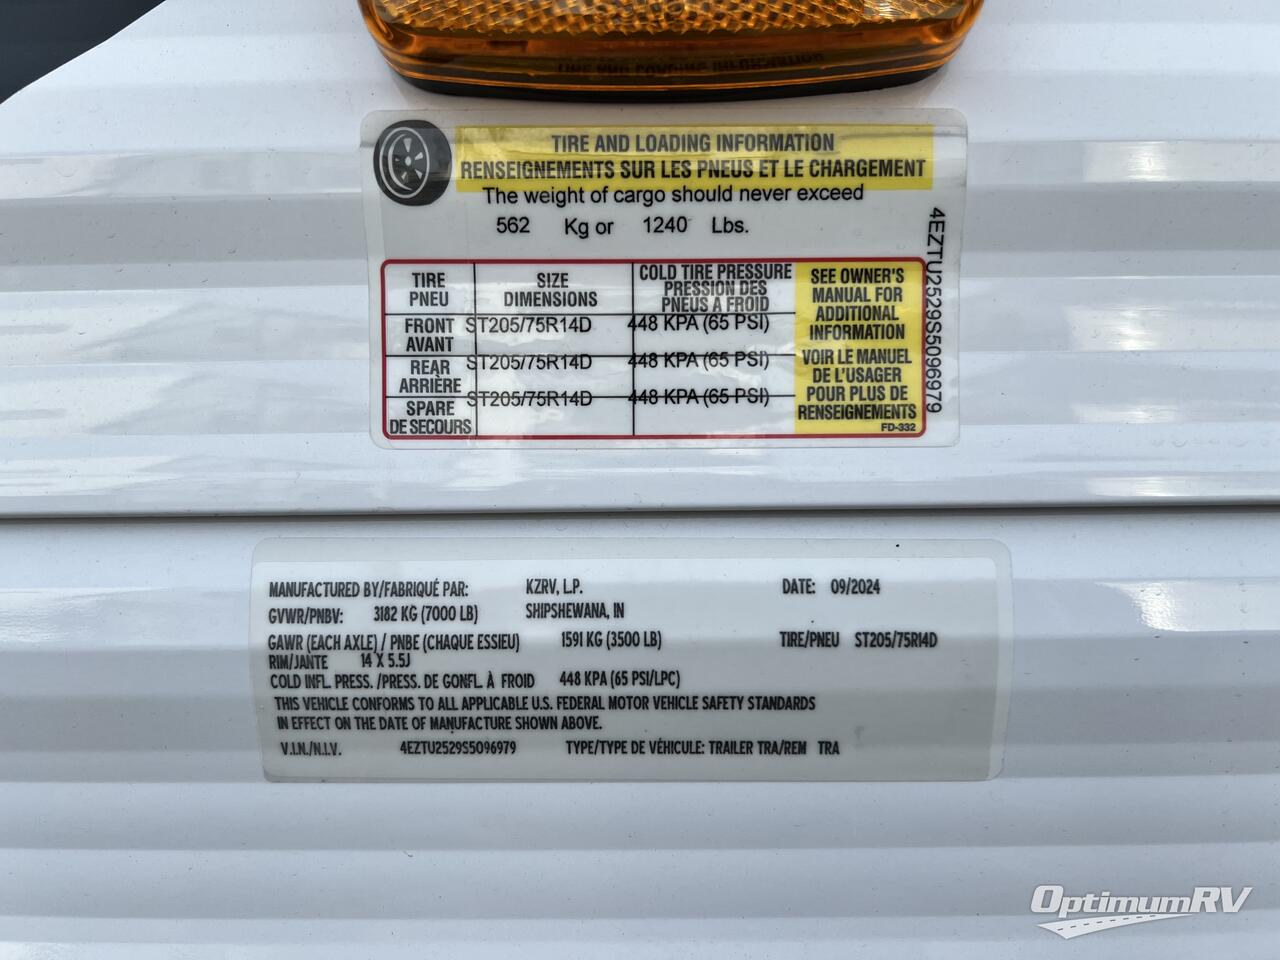 TIRE AND LOADING INFORMATION
RENSEIGNEMENTS SUR LES PNEUS ET LE CHARGEMENT
The weight of cargo should never exceed
562 Kg or 1240 Lbs.
TIRE
PNEU
SIZE
DIMENSIONS
COLD TIRE PRESSURE
PRESSION DES
PNEUS A FROID
FRONT
AVANT
ST205/75R14D
448 KPA (65 PSI)
REAR
ARRIÈRE
ST205/75R14D
448 KPA (65 PSI)
SPARE
DE SECOURS
ST205/75R14D
448 KPA (65 PSI)
SEE OWNER'S
MANUAL FOR
ADDITIONAL
INFORMATION
VOIR LE MANUEL
DE L'USAGER
POUR PLUS DE
RENSEIGNEMENTS
FD-332
4EZTU2529S5096979
MANUFACTURED BY/FABRIQUÉ PAR: KZRV, L.P. DATE: 09/2024
GVWR/PNBV: 3182 KG (7000 LB) SHIPSHEWANA, IN
GAWR (EACH AXLE) / PNBE (CHAQUE ESSIEU) 1591 KG (3500 LB) TIRE/PNEU ST205/75R14D
RIM/JANTE 14 X 5.5J
COLD INFL. PRESS. /PRESS. DE GONFL. À FROID 448 KPA (65 PSI/LPC)
THIS VEHICLE CONFORMS TO ALL APPLICABLE U.S. FEDERAL MOTOR VEHICLE SAFETY STANDARDS
IN EFFECT ON THE DATE OF MANUFACTURE SHOWN ABOVE.
V.I.N./N.I.V. 4EZTU2529S5096979 TYPE/TYPE DE VÉHICULE: TRAILER TRA/REM TRA
OptimumRV